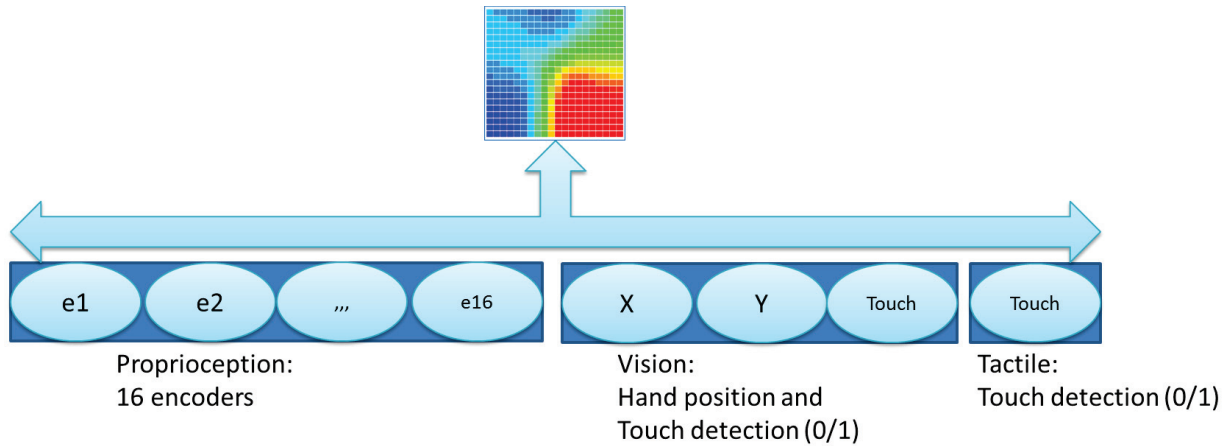 e1
e2
,,,
e16
X
Y
Touch
Touch
Proprioception:
16 encoders
Vision:
Hand position and
Touch detection (0/1)
Tactile:
Touch detection (0/1)